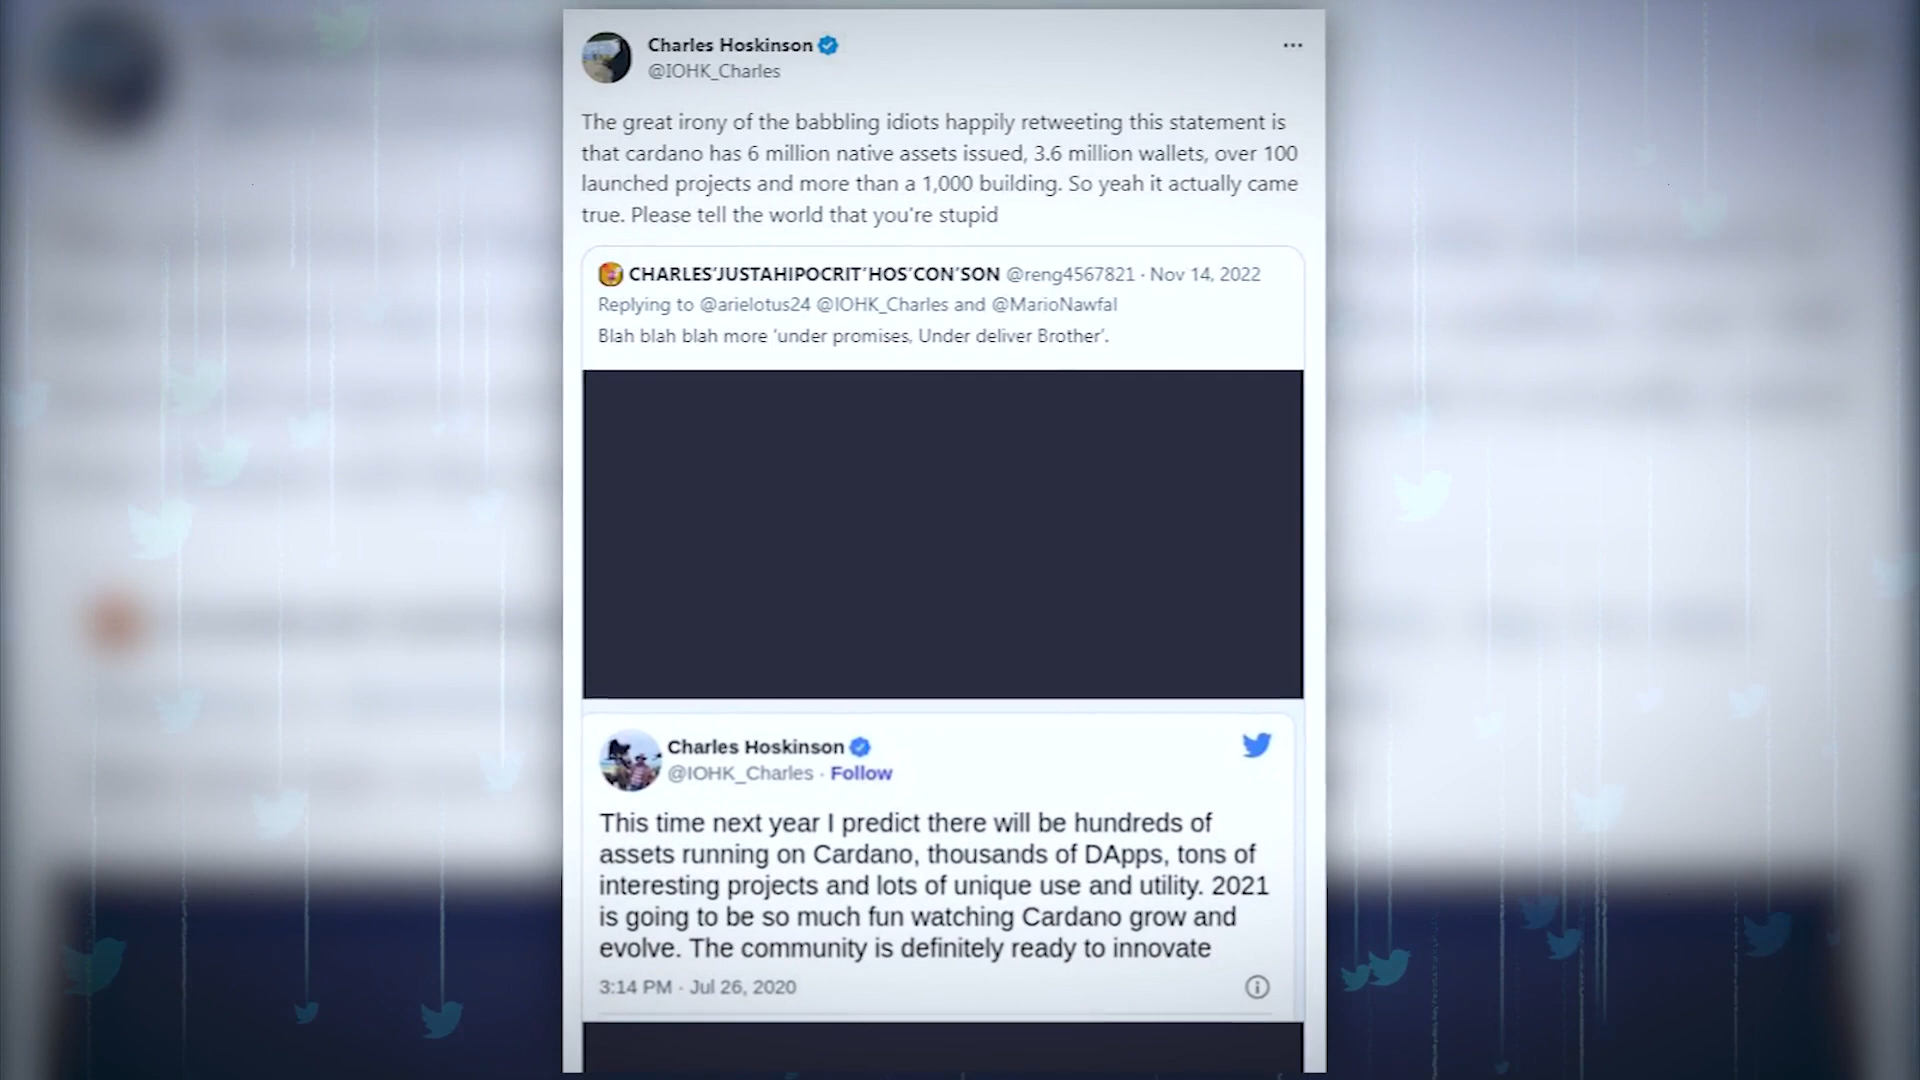 Charles Hoskinson
@IOHK_Charles
The great irony of the babbling idiots happily retweeting this statement is
that cardano has 6 million native assets issued, 3.6 million wallets, over 100
launched projects and more than a 1,000 building. So yeah it actually came
true. Please tell the world that you're stupid
CHARLES'JUSTAHIPOCRIT'HOS'CON'SON @reng4567821 · Nov 14, 2022
Replying to @arielotus24 @IOHK_Charles and @MarioNawfal
Blah blah blah more 'under promises, Under deliver Brother'.
Charles Hoskinson
@IOHK_Charles · Follow
This time next year I predict there will be hundreds of
assets running on Cardano, thousands of DApps, tons of
interesting projects and lots of unique use and utility. 2021
is going to be so much fun watching Cardano grow and
evolve. The community is definitely ready to innovate
3:14 PM · Jul 26, 2020